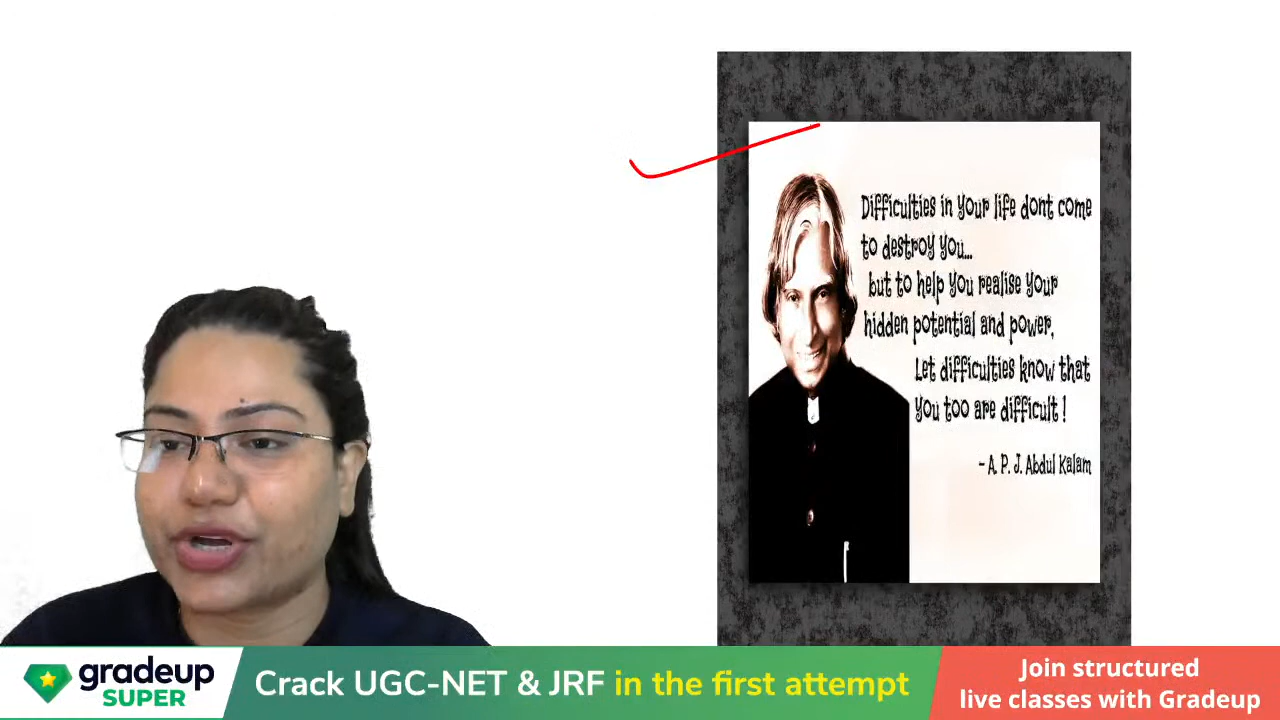 Difficulties in your life dont come
to destroy you...
but to help you realise your
hidden potential and power,
Let difficulties know that
you too are difficult !
- A. P. J. Abdul Kalam
gradeup
SUPER
Crack UGC-NET & JRF in the first attempt
Join structured
live classes with Gradeup